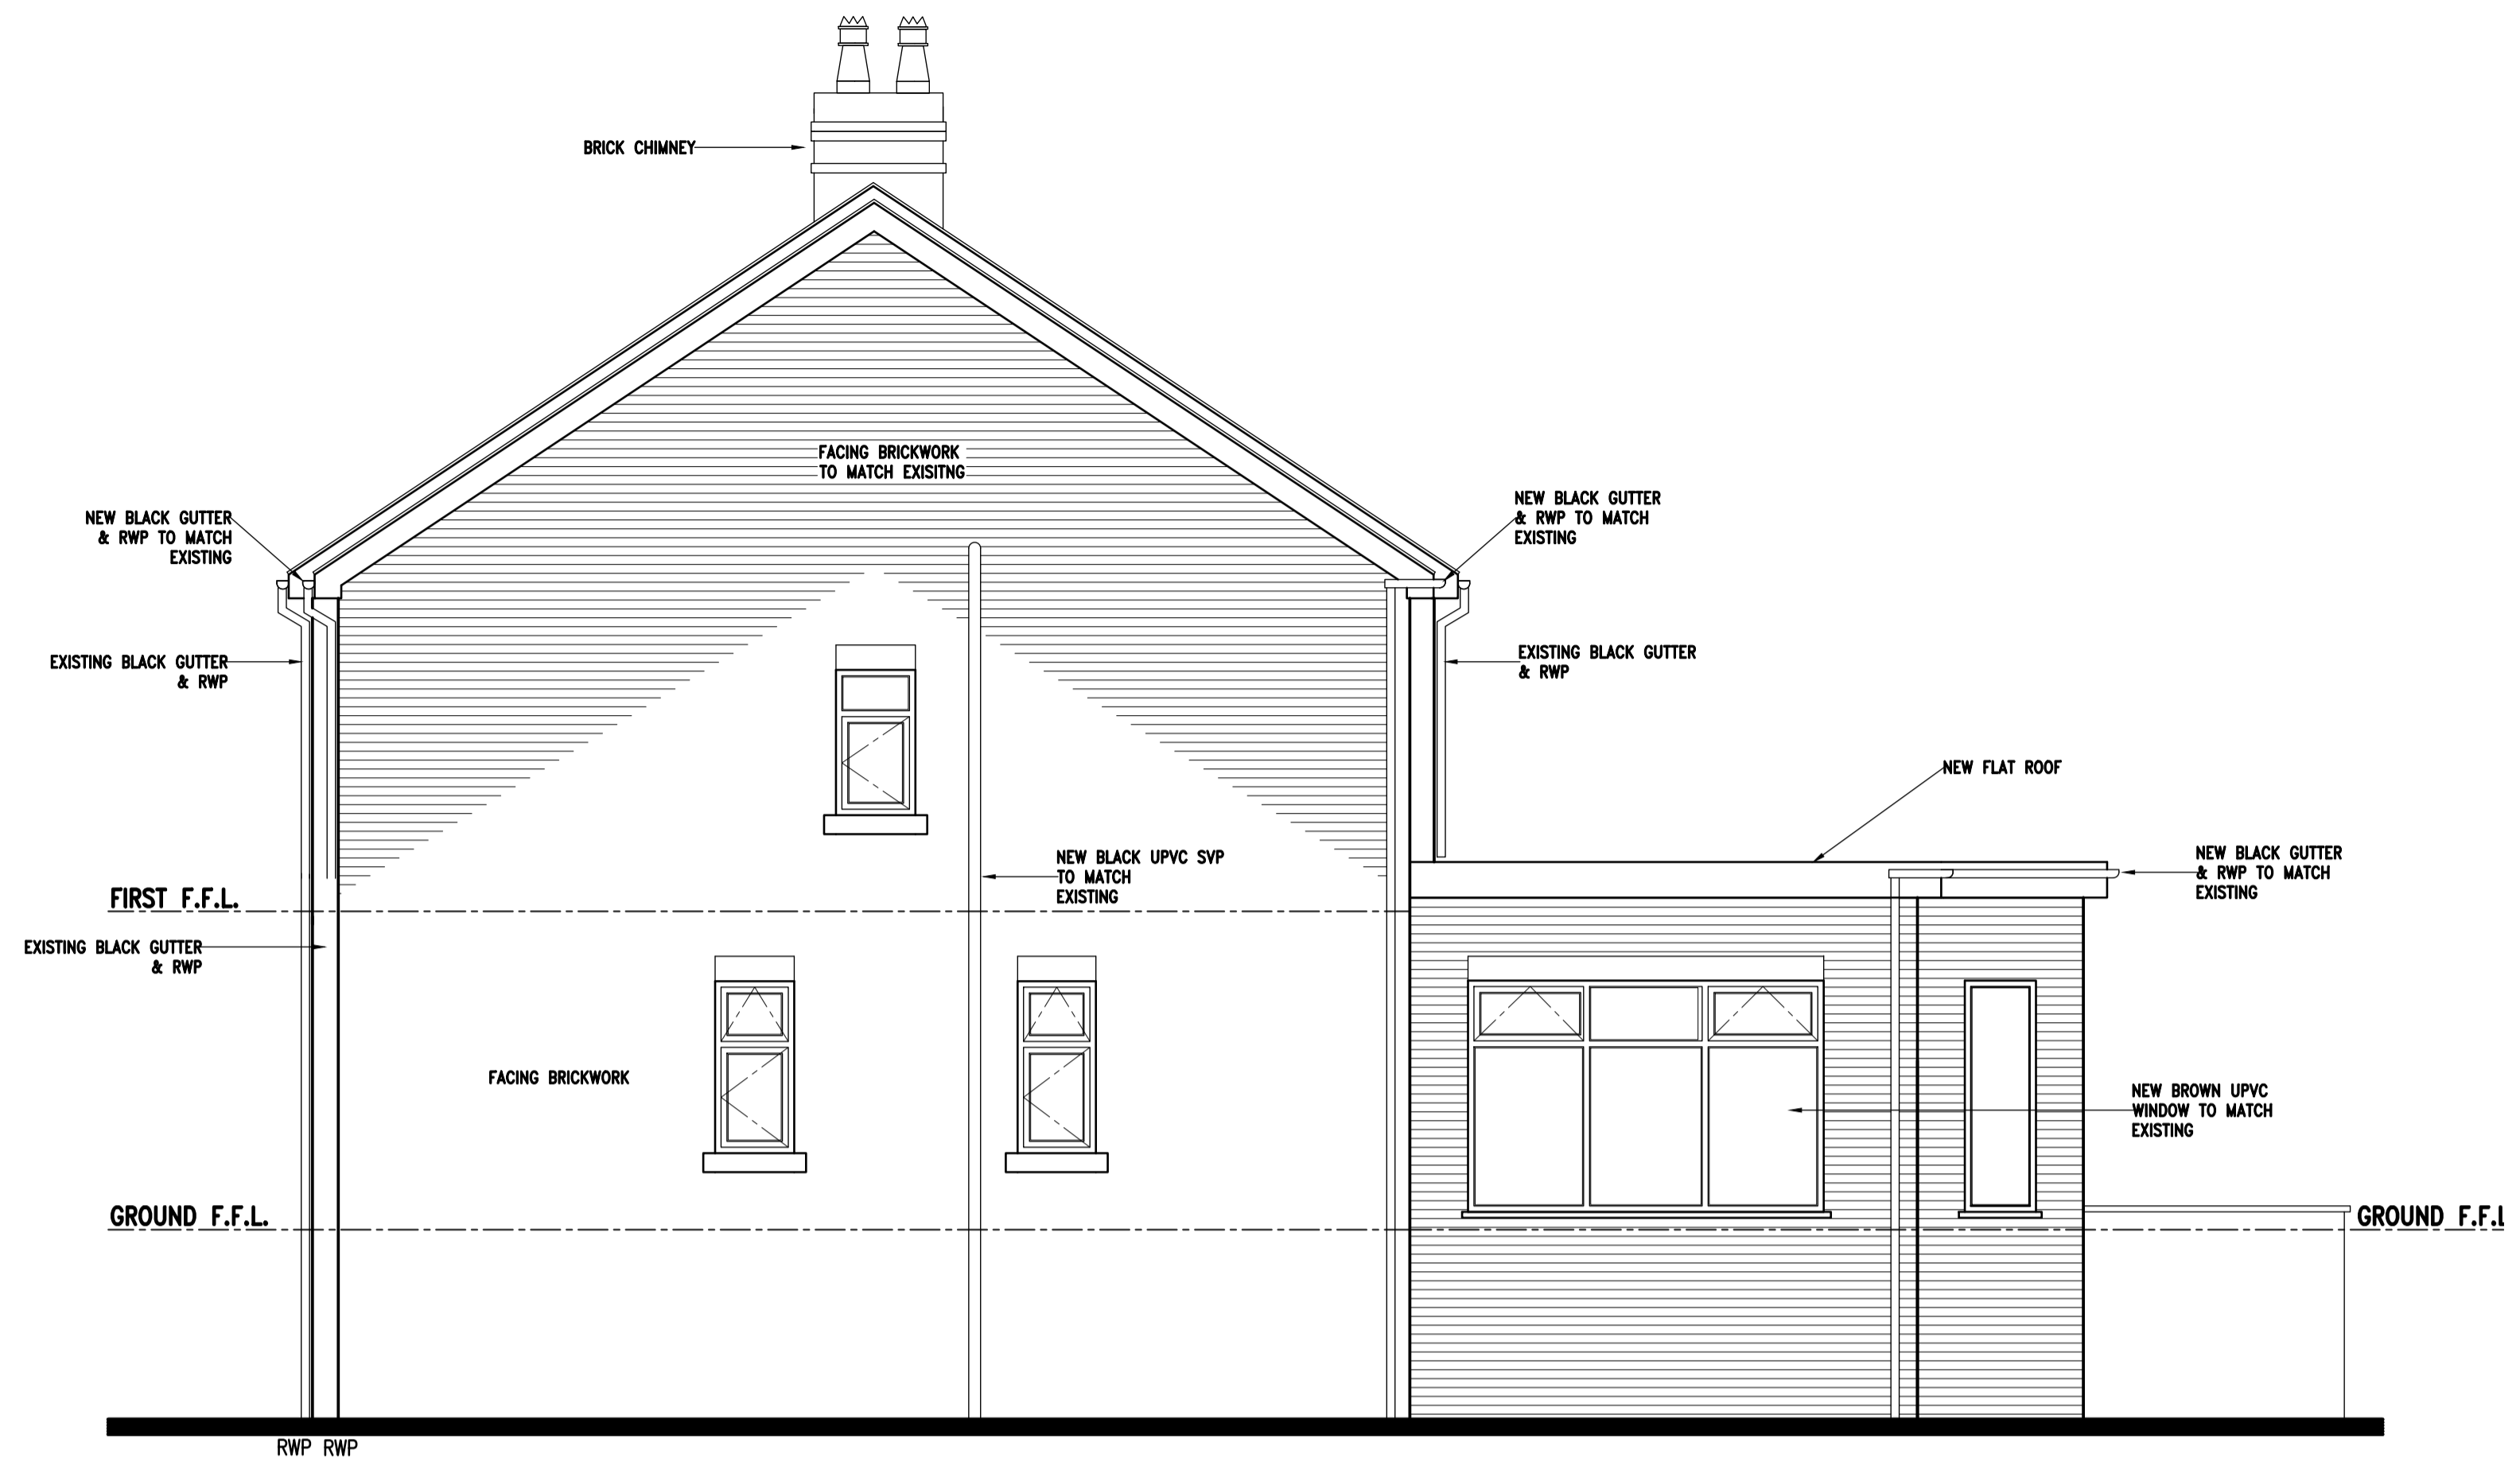 BRICK CHIMNEY
FACING BRICKWORK
TO MATCH EXISITNG
NEW BLACK GUTTER
& RWP TO MATCH
EXISTING
NEW BLACK GUTTER
& RWP TO MATCH
EXISTING
EXISTING BLACK GUTTER
& RWP
EXISTING BLACK GUTTER
& RWP
NEW FLAT ROOF
NEW BLACK UPVC SVP
TO MATCH
EXISTING
NEW BLACK GUTTER
& RWP TO MATCH
EXISTING
FIRST F.F.L.
EXISTING BLACK GUTTER
& RWP
FACING BRICKWORK
NEW BROWN UPVC
WINDOW TO MATCH
EXISTING
GROUND F.F.L.
GROUND F.F.L
RWP RWP